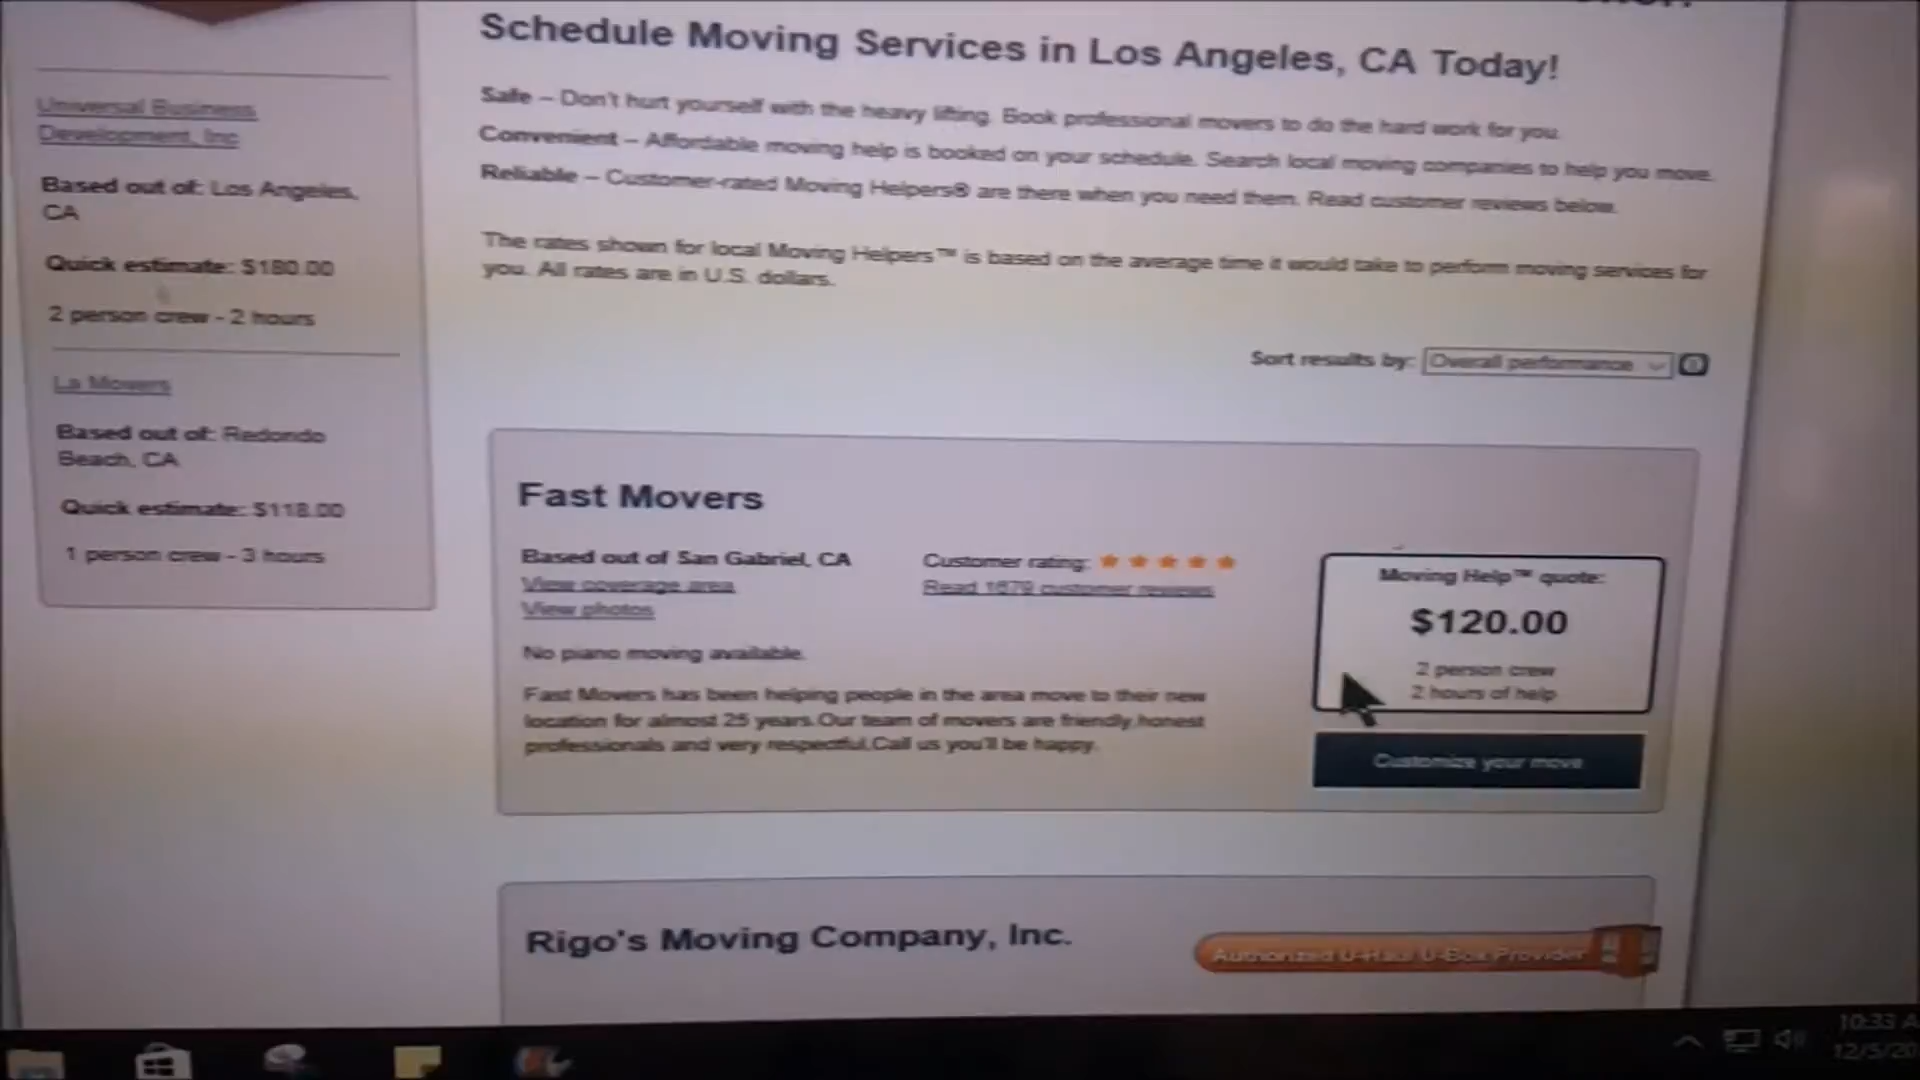 Schedule Moving Services in Los Angeles, CA Today!
Safe – Don't hurt yourself with the heavy lifting. Book professional movers to do the hard work for you.
Convenient – Affordable moving help is booked on your schedule. Search local moving companies to help you move.
Reliable – Customer-rated Moving Helpers® are there when you need them. Read customer reviews below.
The rates shown for local Moving Helpers™ is based on the average time it would take to perform moving services for
you. All rates are in U.S. dollars.
Sort results by: Overall performance
Universal Business
Development, Inc
Based out of: Los Angeles,
CA
Quick estimate: $180.00
2 person crew - 2 hours
La Movers
Based out of: Redondo
Beach, CA
Quick estimate: $118.00
1 person crew - 3 hours
Fast Movers
Based out of San Gabriel, CA
View coverage area
View photos
Customer rating:
Read 1679 customer reviews
No piano moving available.
Fast Movers has been helping people in the area move to their new
location for almost 25 years.Our team of movers are friendly,honest
professionals and very respectful.Call us you'll be happy.
Moving Help™ quote:
$120.00
2 person crew
2 hours of help
Customize your move
Rigo's Moving Company, Inc.
Authorized U-Haul U-Box Provider
10:33 A
12/5/20